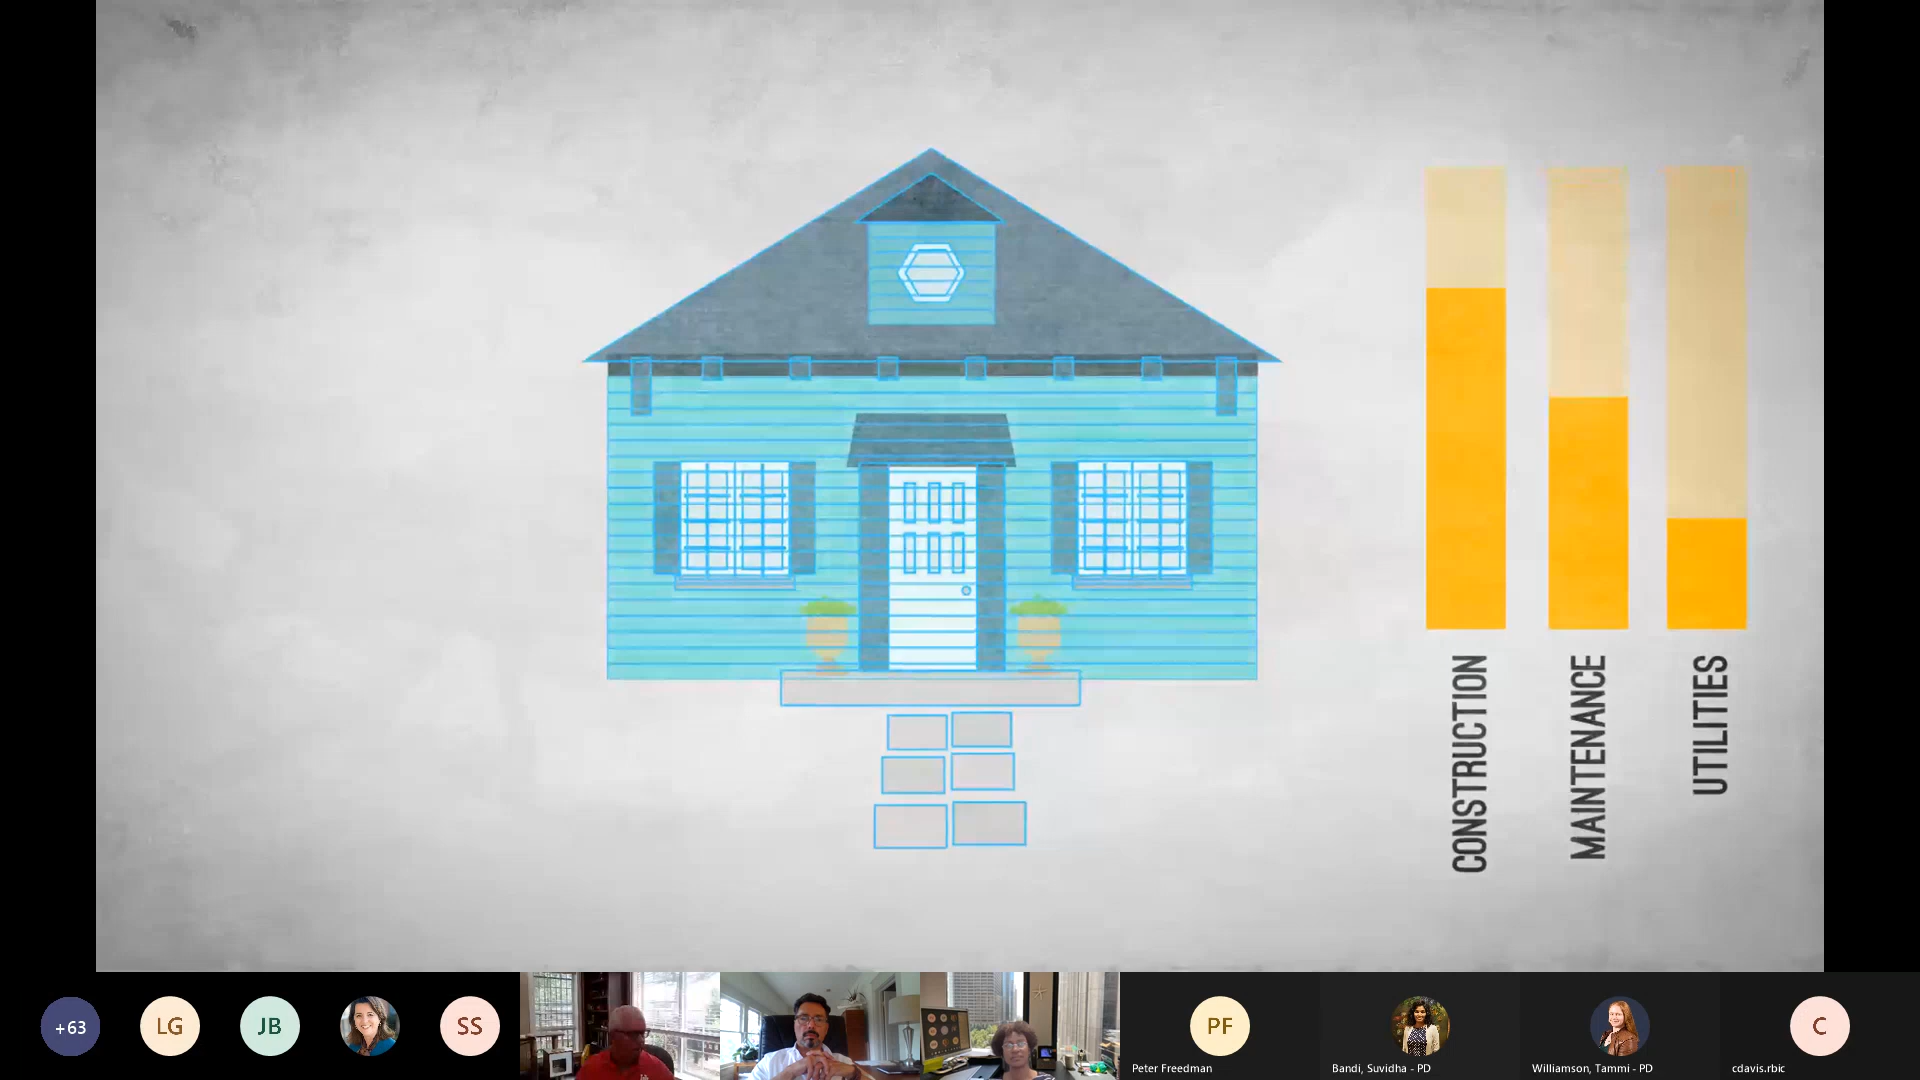 CONSTRUCTION
MAINTENANCE
UTILITIES
+63
LG
JB
SS
PF
Peter Freedman
Bandi, Suvidha - PD
Williamson, Tammi - PD
C
cdavis.rbic